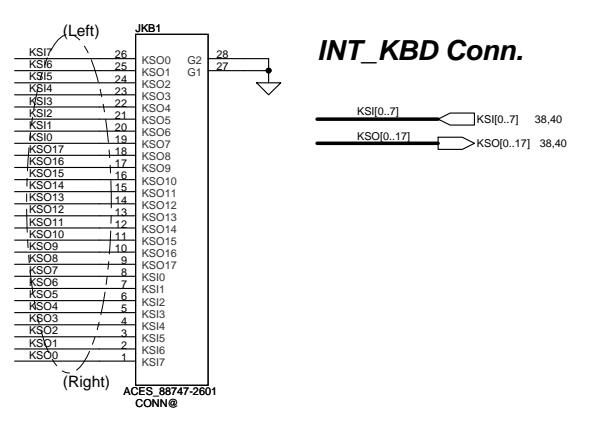 (Left)
JKB1
INT_KBD Conn.
KSI7 26 KSO0 G2 28
KSI6 25 KSO1 G1 27
KSI5 24 KSO2
KSI4 23 KSO3
KSI3 22 KSO4
KSI2 21 KSO5
KSI1 20 KSO6
KSI0 19 KSO7
KSO17 18 KSO8
KSO16 17 KSO9
KSO15 16 KSO10
KSO14 15 KSO11
KSO13 14 KSO12
KSO12 13 KSO13
KSO11 12 KSO14
KSO10 11 KSO15
KSO9 10 KSO16
KSO8 9 KSO17
KSO7 8 KSI0
KSO6 7 KSI1
KSO5 6 KSI2
KSO4 5 KSI3
KSO3 4 KSI4
KSO2 3 KSI5
KSO1 2 KSI6
KSO0 1 KSI7
(Right)
ACES_88747-2601
CONN@
KSI[0..7] KSI[0..7] 38,40
KSO[0..17] KSO[0..17] 38,40